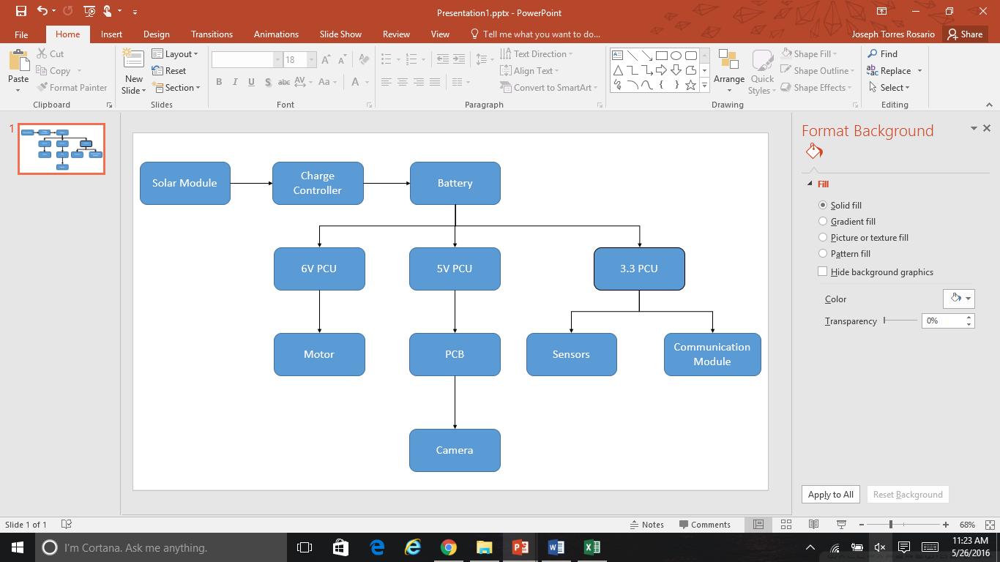 Presentation1.pptx - PowerPoint
File Home Insert Design Transitions Animations Slide Show Review View Tell me what you want to do... Joseph Torres Rosario Share
Paste
Cut
Copy
Format Painter
Clipboard
New
Slide
Layout
Reset
Section
Slides
18
B I U S abc AV Aa A
Font
Text Direction
Align Text
Convert to SmartArt
Paragraph
Arrange
Quick
Styles
Shape Fill
Shape Outline
Shape Effects
Drawing
Find
Replace
Select
Editing
1
Solar Module
Charge
Controller
Battery
6V PCU
5V PCU
3.3 PCU
Motor
PCB
Sensors
Communication
Module
Camera
Format Background
Fill
Solid fill
Gradient fill
Picture or texture fill
Pattern fill
Hide background graphics
Color
Transparency 0%
Apply to All Reset Background
Slide 1 of 1 Notes Comments 68%
I'm Cortana. Ask me anything.
11:23 AM
5/26/2016